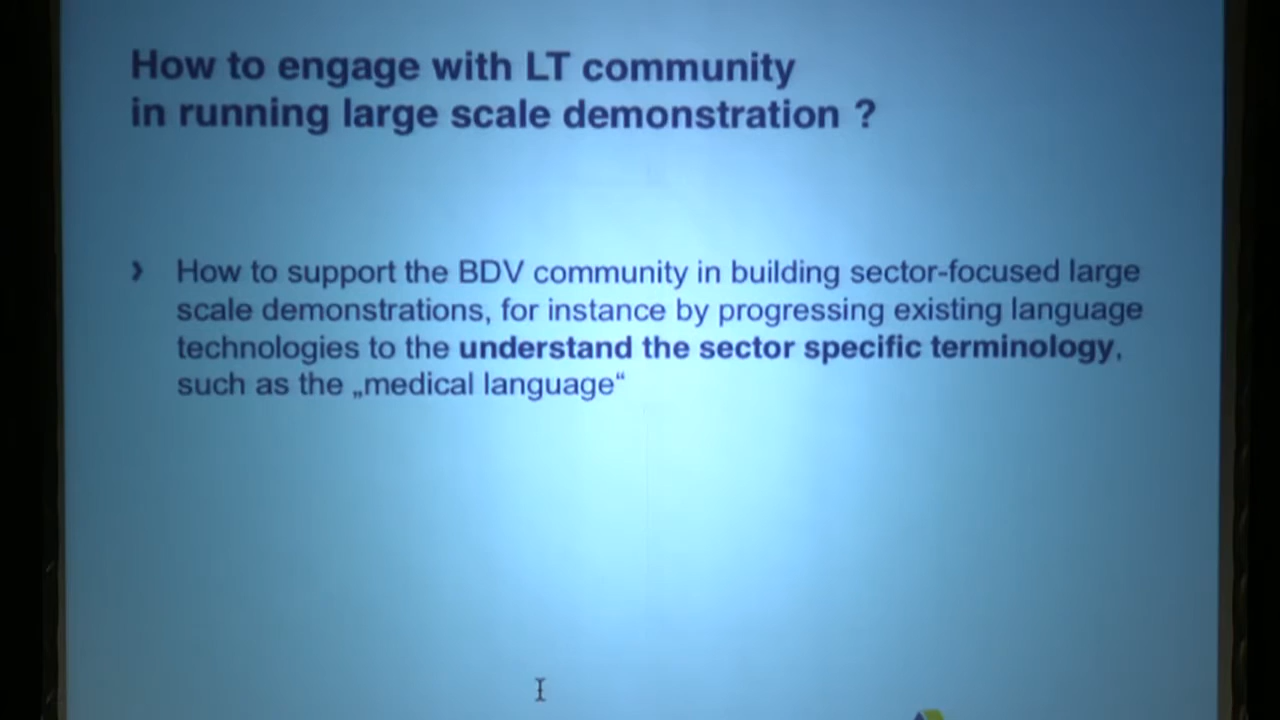 How to engage with LT community
in running large scale demonstration ?
› How to support the BDV community in building sector-focused large
scale demonstrations, for instance by progressing existing language
technologies to the understand the sector specific terminology,
such as the „medical language“